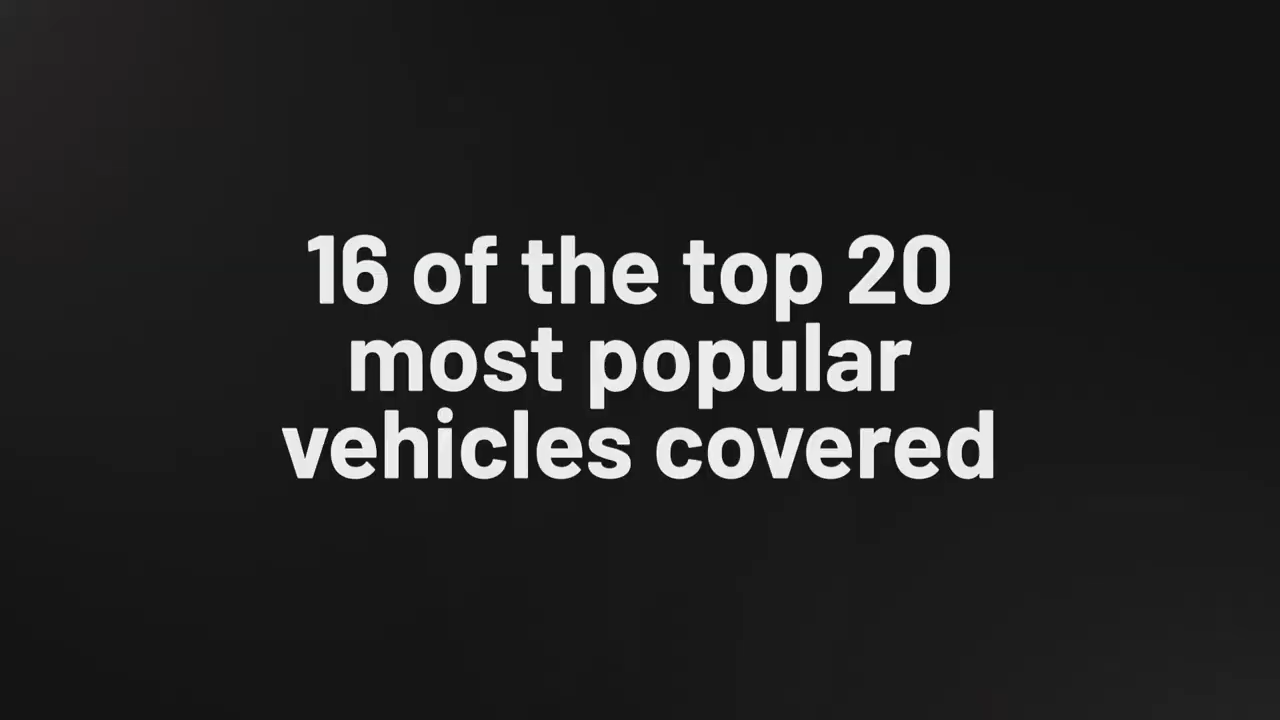 16 of the top 20
most popular
vehicles covered